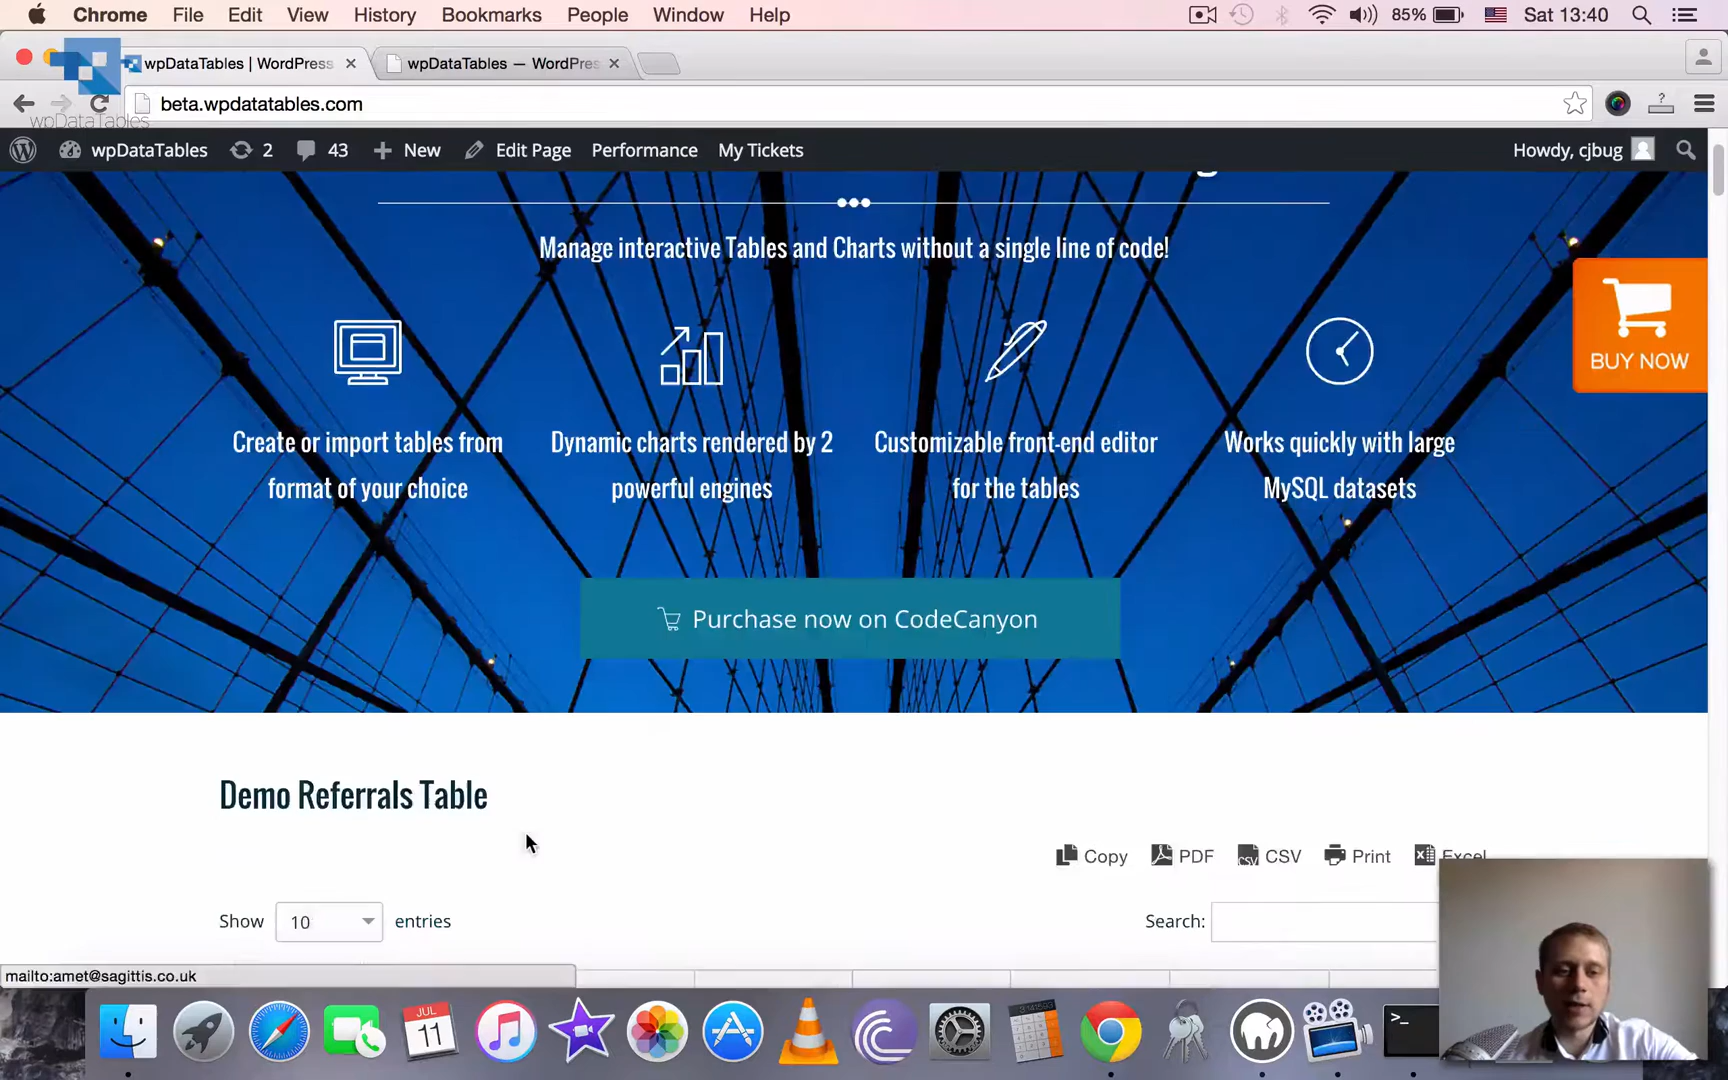 Chrome File Edit View History Bookmarks People Window Help 85% Sat 13:40
wpDataTables | WordPress wpDataTables — WordPres
beta.wpdatatables.com
wpDataTables
wpDataTables 2 43 New Edit Page Performance My Tickets Howdy, cjbug
Manage interactive Tables and Charts without a single line of code!
BUY NOW
Create or import tables from
format of your choice
Dynamic charts rendered by 2
powerful engines
Customizable front-end editor
for the tables
Works quickly with large
MySQL datasets
Purchase now on CodeCanyon
Demo Referrals Table
Copy PDF CSV Print Excel
Show 10 entries Search:
mailto:amet@sagittis.co.uk
JUL
11